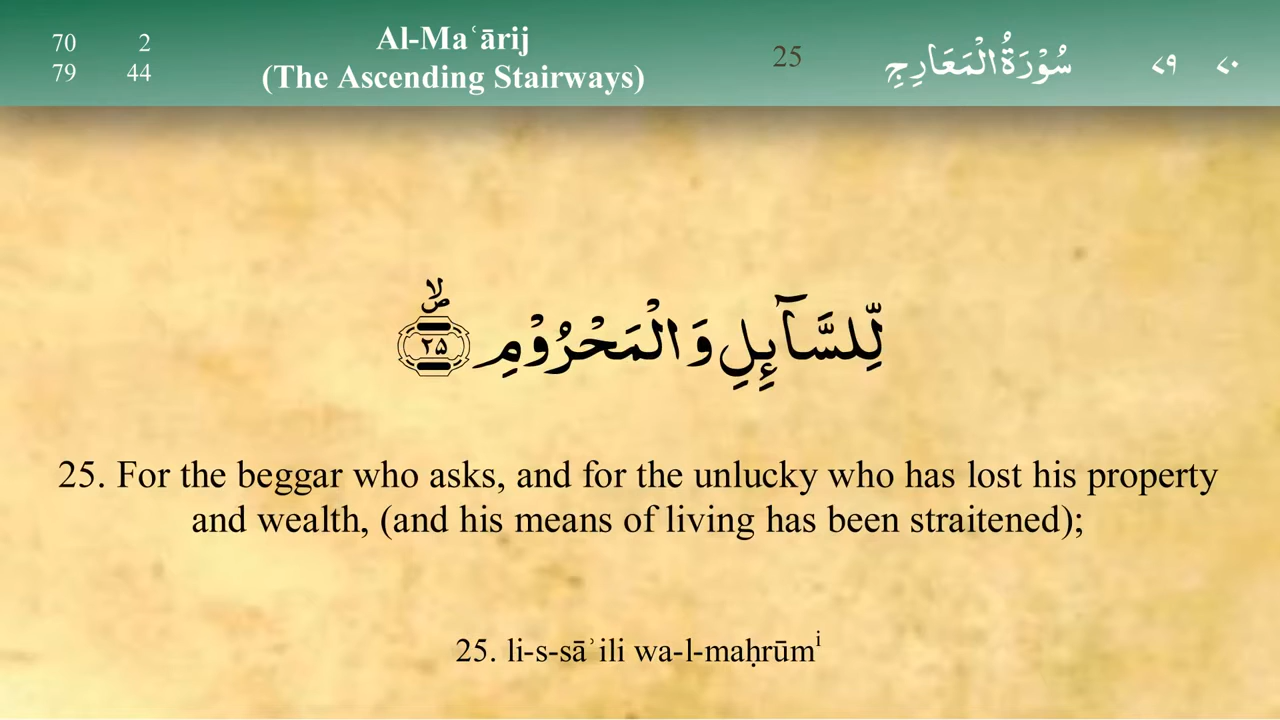 70 2
79 44
Al-Maʿārij
(The Ascending Stairways)
25
سُوْرَةُ الْمَعَارِجِ
٧٩ ٧٠
لِّلسَّآئِلِ وَالْمَحْرُوْمِ ۙ ۪ۙ ٢٥
25. For the beggar who asks, and for the unlucky who has lost his property
and wealth, (and his means of living has been straitened);
25. li-s-sāʾili wa-l-maḥrūmⁱ